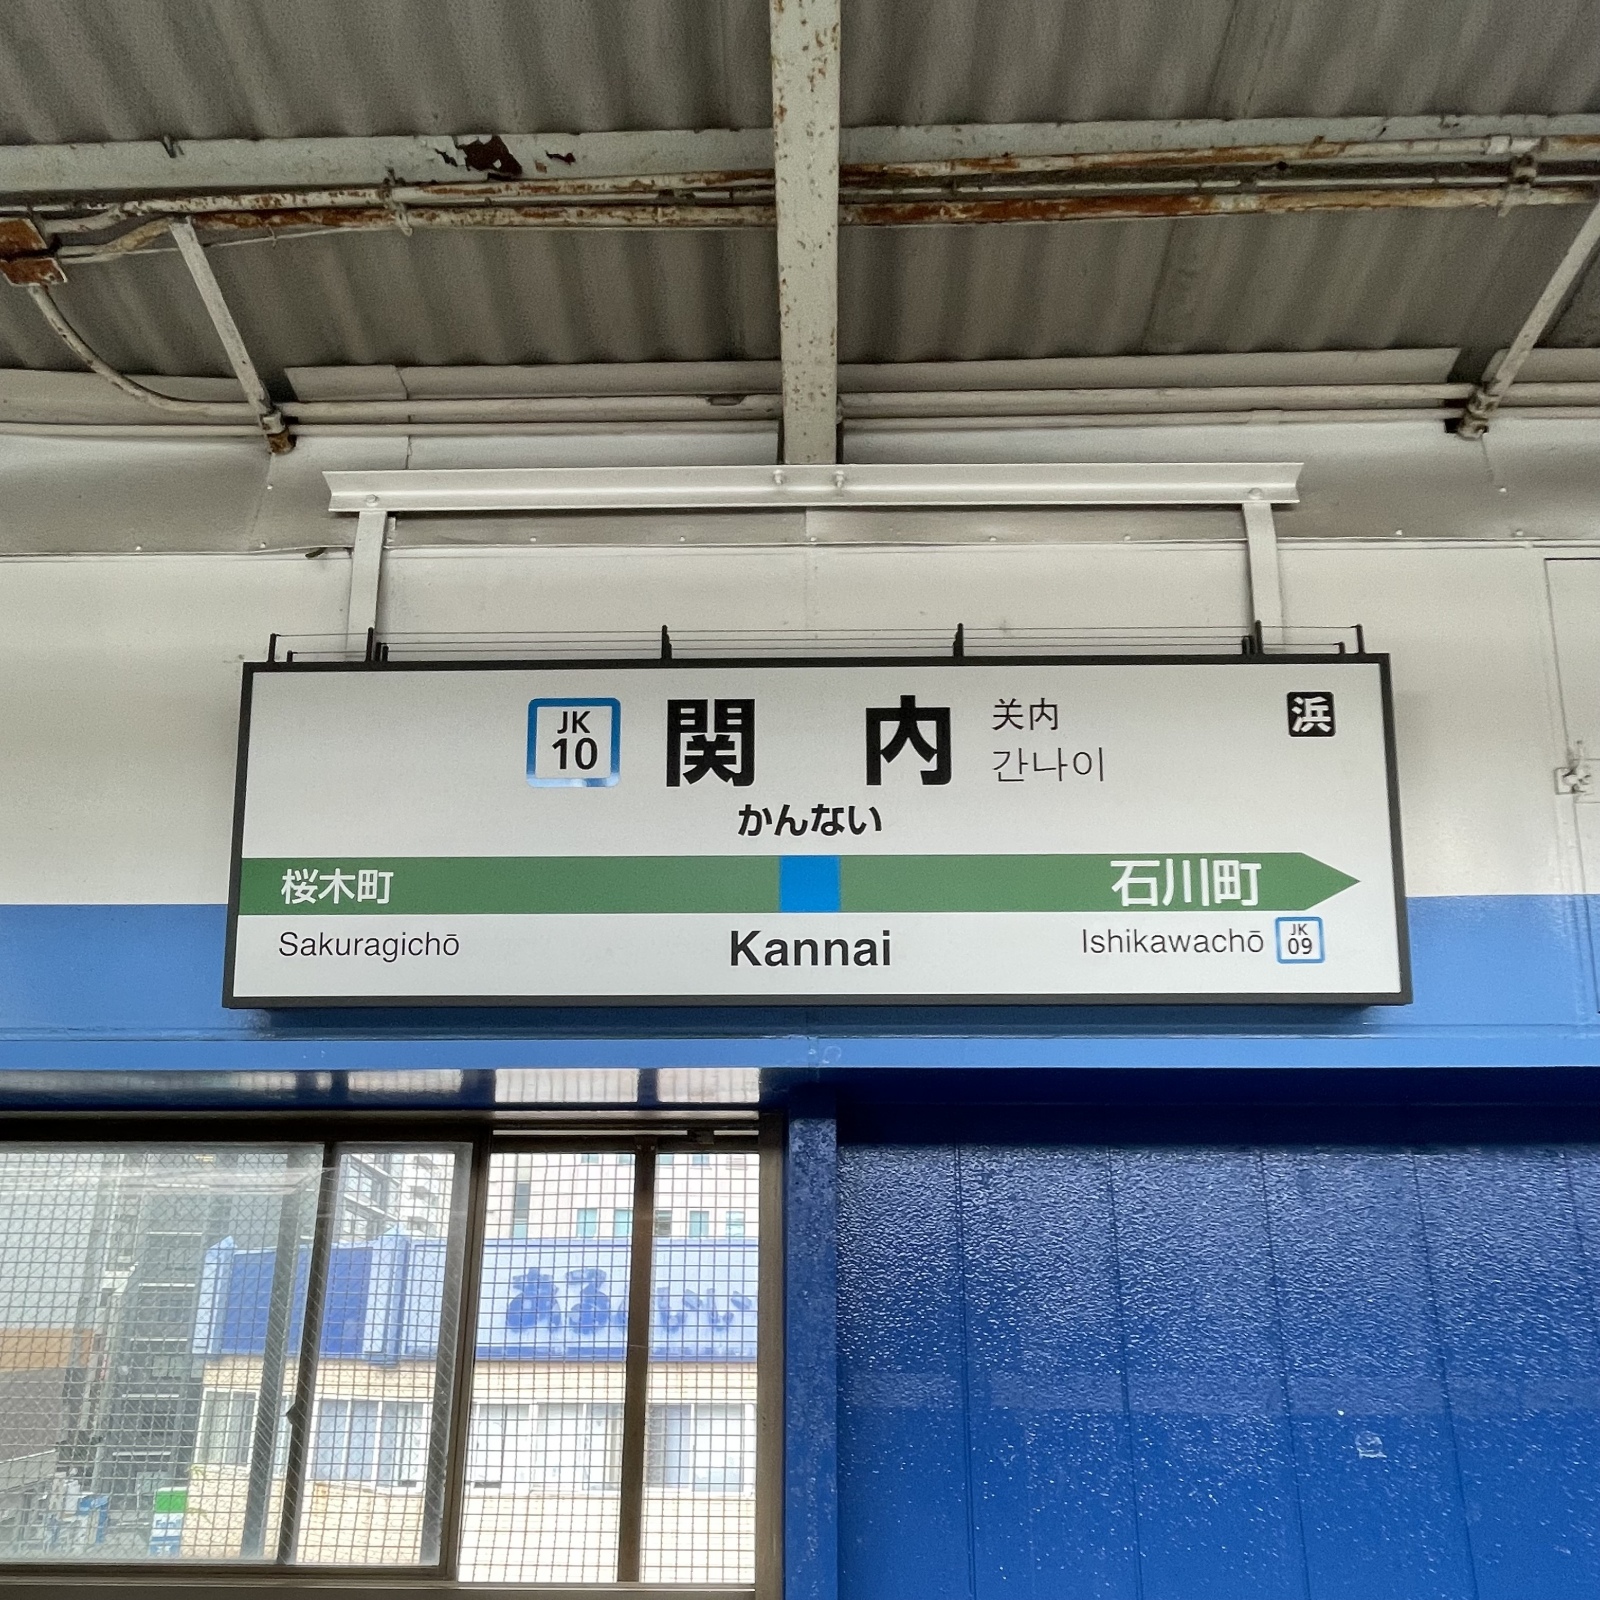 JK
10
関内
关内
간나이
浜
かんない
桜木町
石川町
Sakuragichō
Kannai
Ishikawachō
JK
09